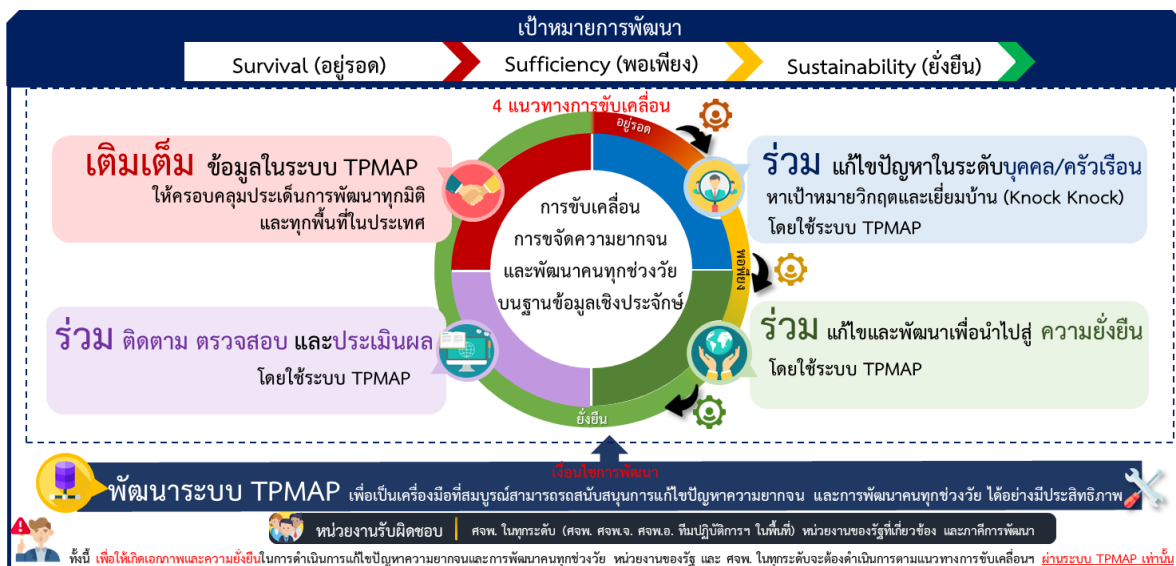 เป้าหมายการพัฒนา
Survival (อยู่รอด)
Sufficiency (พอเพียง)
Sustainability (ยั่งยืน)
4 แนวทางการขับเคลื่อน
อยู่รอด
เติมเต็ม ข้อมูลในระบบ TPMAP
ให้ครอบคลุมประเด็นการพัฒนาทุกมิติ
และทุกพื้นที่ในประเทศ
ร่วม แก้ไขปัญหาในระดับบุคคล/ครัวเรือน
หาเป้าหมายวิกฤตและเยี่ยมบ้าน (Knock Knock)
โดยใช้ระบบ TPMAP
การขับเคลื่อน
การขจัดความยากจน
และพัฒนาคนทุกช่วงวัย
บนฐานข้อมูลเชิงประจักษ์
พอเพียง
ร่วม ติดตาม ตรวจสอบ และประเมินผล
โดยใช้ระบบ TPMAP
ร่วม แก้ไขและพัฒนาเพื่อนำไปสู่ ความยั่งยืน
โดยใช้ระบบ TPMAP
ยั่งยืน
เงื่อนไขการพัฒนา
พัฒนาระบบ TPMAP เพื่อเป็นเครื่องมือที่สมบูรณ์สามารถรถสนับสนุนการแก้ไขปัญหาความยากจน และการพัฒนาคนทุกช่วงวัย ได้อย่างมีประสิทธิภาพ
หน่วยงานรับผิดชอบ ศจพ. ในทุกระดับ (ศจพ. ศจพ.จ. ศจพ.อ. ทีมปฏิบัติการฯ ในพื้นที่) หน่วยงานของรัฐที่เกี่ยวข้อง และภาคีการพัฒนา
ทั้งนี้ เพื่อให้เกิดเอกภาพและความยั่งยืนในการดำเนินการแก้ไขปัญหาความยากจนและการพัฒนาคนทุกช่วงวัย หน่วยงานของรัฐ และ ศจพ. ในทุกระดับจะต้องดำเนินการตามแนวทางการขับเคลื่อนฯ ผ่านระบบ TPMAP เท่านั้น